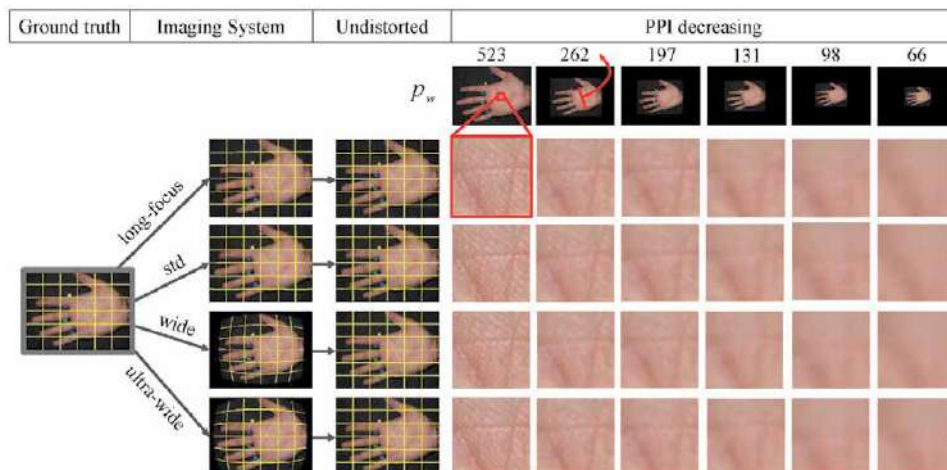 Ground truth Imaging System Undistorted PPI decreasing
523 262 197 131 98 66
p_w
long-focus
std
wide
ultra-wide